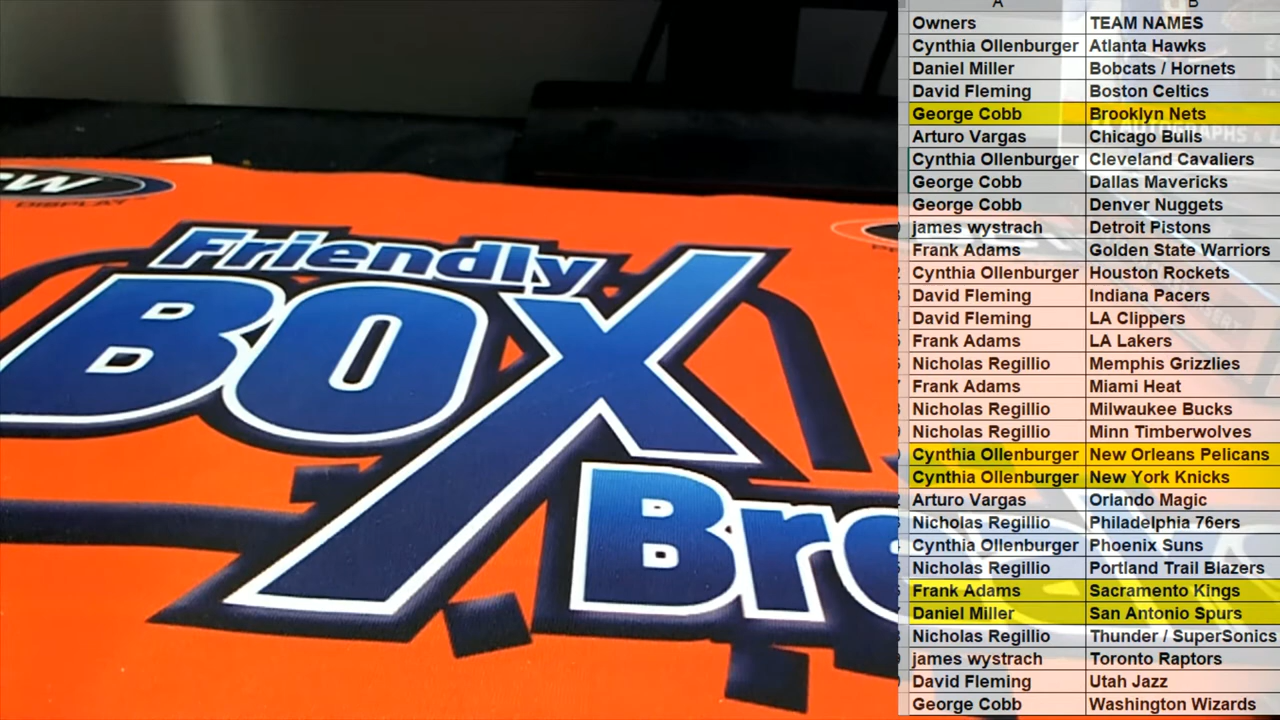 CW
DISPLAY
Friendly
BOX
Bre
A B
Owners TEAM NAMES
Cynthia Ollenburger Atlanta Hawks
Daniel Miller Bobcats / Hornets
David Fleming Boston Celtics
George Cobb Brooklyn Nets
Arturo Vargas Chicago Bulls
Cynthia Ollenburger Cleveland Cavaliers
George Cobb Dallas Mavericks
George Cobb Denver Nuggets
james wystrach Detroit Pistons
Frank Adams Golden State Warriors
Cynthia Ollenburger Houston Rockets
David Fleming Indiana Pacers
David Fleming LA Clippers
Frank Adams LA Lakers
Nicholas Regillio Memphis Grizzlies
Frank Adams Miami Heat
Nicholas Regillio Milwaukee Bucks
Nicholas Regillio Minn Timberwolves
Cynthia Ollenburger New Orleans Pelicans
Cynthia Ollenburger New York Knicks
Arturo Vargas Orlando Magic
Nicholas Regillio Philadelphia 76ers
Cynthia Ollenburger Phoenix Suns
Nicholas Regillio Portland Trail Blazers
Frank Adams Sacramento Kings
Daniel Miller San Antonio Spurs
Nicholas Regillio Thunder / SuperSonics
james wystrach Toronto Raptors
David Fleming Utah Jazz
George Cobb Washington Wizards